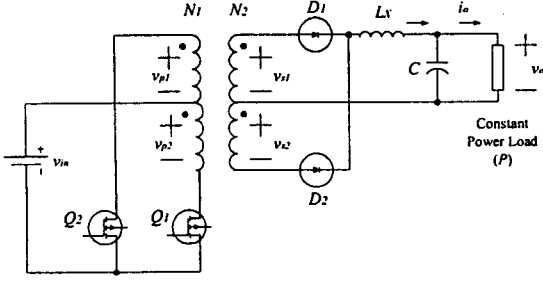 N1 N2 D1 Lx io
+ vp1 − + vs1 − C + vo −
+ vp2 − + vs2 −
+ - vin
Constant
Power Load
(P)
D2
Q2 Q1